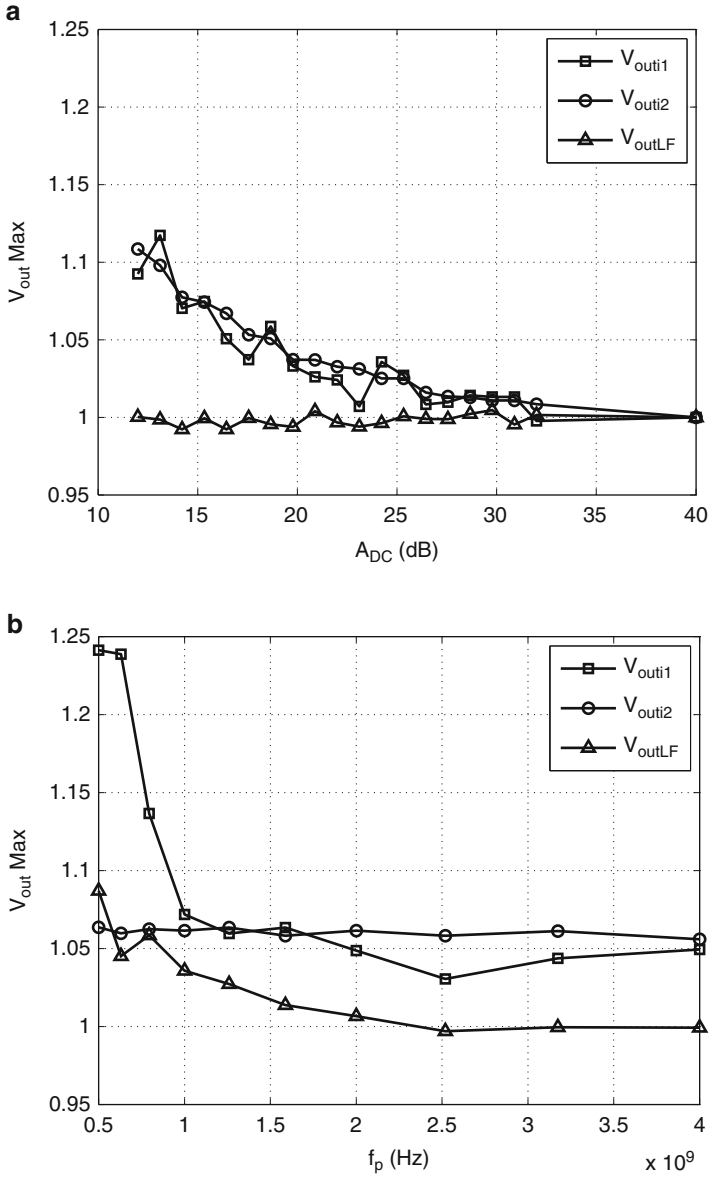 a
1.25
1.2
1.15
1.1
1.05
1
0.95
V_out Max
10 15 20 25 30 35 40
A_DC (dB)
V_outi1
V_outi2
V_outLF
b
1.25
1.2
1.15
1.1
1.05
1
0.95
V_out Max
0.5 1 1.5 2 2.5 3 3.5 4
f_p (Hz)
x 10^9
V_outi1
V_outi2
V_outLF